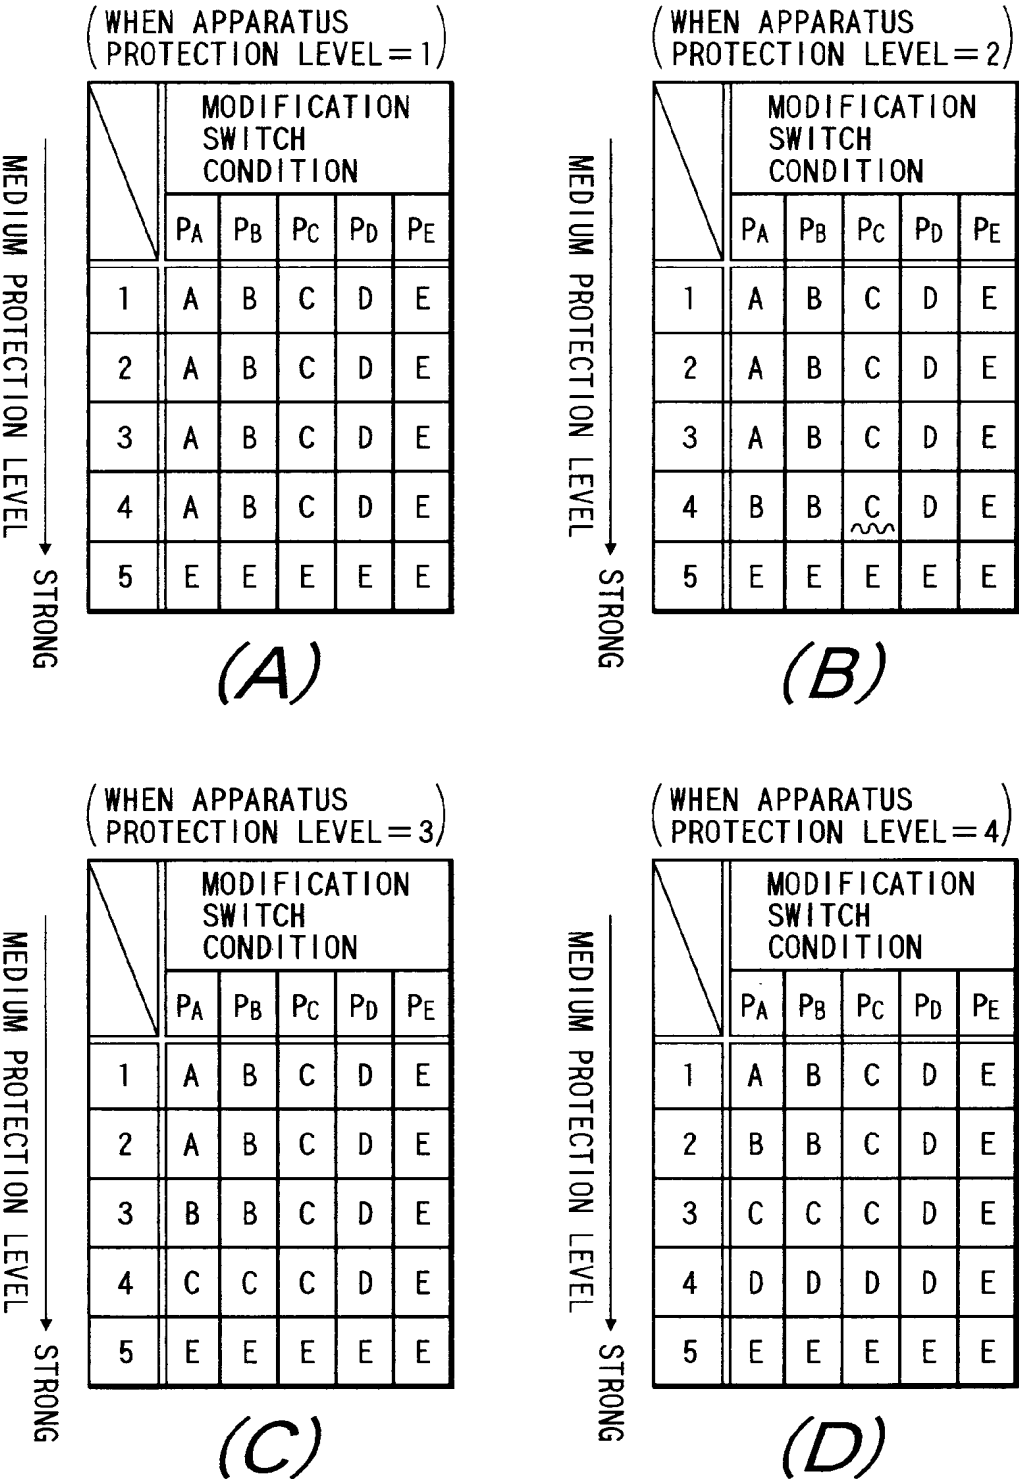 (WHEN APPARATUS
PROTECTION LEVEL=1)
MODIFICATION
SWITCH
CONDITION
PA PB PC PD PE
1 A B C D E
2 A B C D E
3 A B C D E
4 A B C D E
5 E E E E E
MEDIUM PROTECTION LEVEL
STRONG
(A)
(WHEN APPARATUS
PROTECTION LEVEL=2)
MODIFICATION
SWITCH
CONDITION
PA PB PC PD PE
1 A B C D E
2 A B C D E
3 A B C D E
4 B B C D E
5 E E E E E
MEDIUM PROTECTION LEVEL
STRONG
(B)
(WHEN APPARATUS
PROTECTION LEVEL=3)
MODIFICATION
SWITCH
CONDITION
PA PB PC PD PE
1 A B C D E
2 A B C D E
3 B B C D E
4 C C C D E
5 E E E E E
MEDIUM PROTECTION LEVEL
STRONG
(C)
(WHEN APPARATUS
PROTECTION LEVEL=4)
MODIFICATION
SWITCH
CONDITION
PA PB PC PD PE
1 A B C D E
2 B B C D E
3 C C C D E
4 D D D D E
5 E E E E E
MEDIUM PROTECTION LEVEL
STRONG
(D)